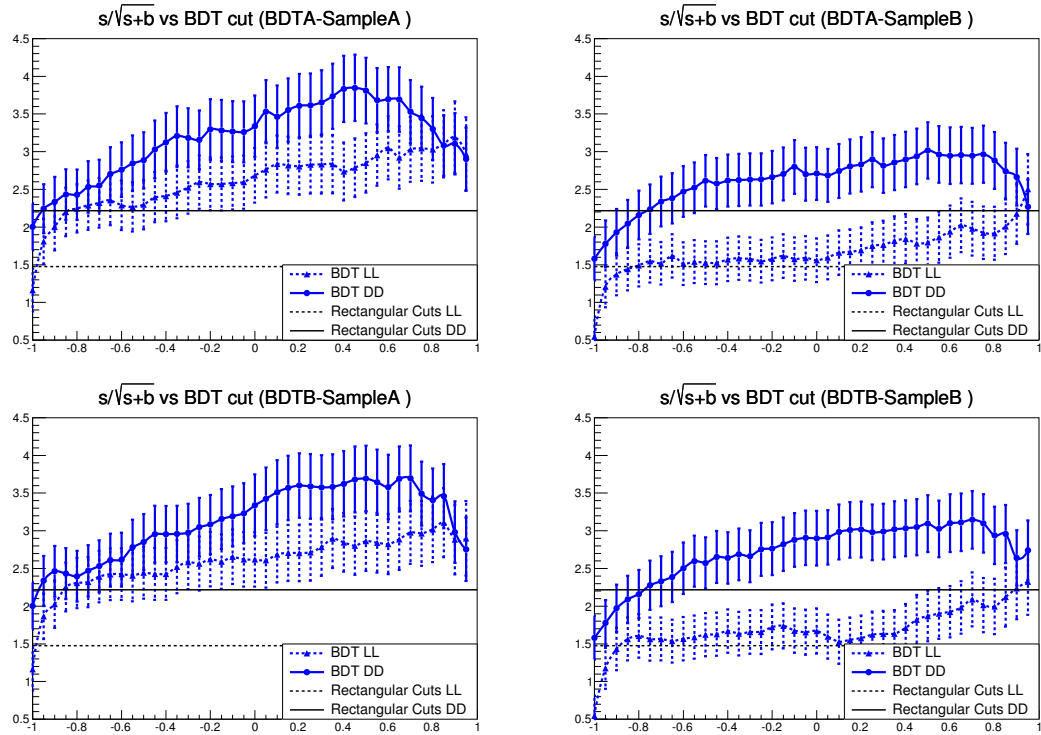 s/√s+b vs BDT cut (BDTA-SampleA )
4.5
4
3.5
3
2.5
2
1.5
1
0.5
-1 -0.8 -0.6 -0.4 -0.2 0 0.2 0.4 0.6 0.8 1
BDT LL
BDT DD
Rectangular Cuts LL
Rectangular Cuts DD
s/√s+b vs BDT cut (BDTA-SampleB )
4.5
4
3.5
3
2.5
2
1.5
1
0.5
-1 -0.8 -0.6 -0.4 -0.2 0 0.2 0.4 0.6 0.8 1
BDT LL
BDT DD
Rectangular Cuts LL
Rectangular Cuts DD
s/√s+b vs BDT cut (BDTB-SampleA )
4.5
4
3.5
3
2.5
2
1.5
1
0.5
-1 -0.8 -0.6 -0.4 -0.2 0 0.2 0.4 0.6 0.8 1
BDT LL
BDT DD
Rectangular Cuts LL
Rectangular Cuts DD
s/√s+b vs BDT cut (BDTB-SampleB )
4.5
4
3.5
3
2.5
2
1.5
1
0.5
-1 -0.8 -0.6 -0.4 -0.2 0 0.2 0.4 0.6 0.8 1
BDT LL
BDT DD
Rectangular Cuts LL
Rectangular Cuts DD